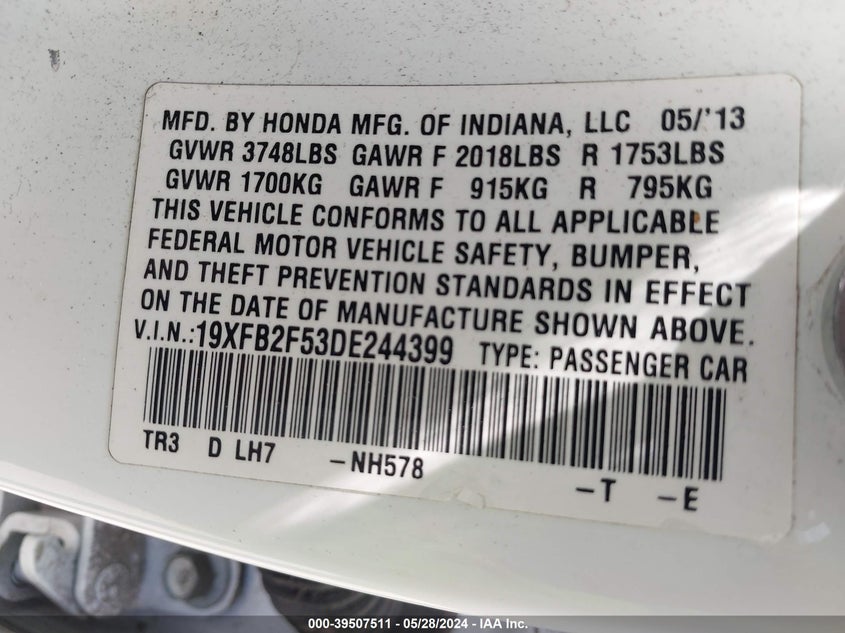 MFD. BY HONDA MFG. OF INDIANA, LLC 05/'13
GVWR 3748LBS GAWR F 2018LBS R 1753LBS
GVWR 1700KG GAWR F 915KG R 795KG
THIS VEHICLE CONFORMS TO ALL APPLICABLE
FEDERAL MOTOR VEHICLE SAFETY, BUMPER,
AND THEFT PREVENTION STANDARDS IN EFFECT
ON THE DATE OF MANUFACTURE SHOWN ABOVE.
V.I.N.:19XFB2F53DE244399 TYPE: PASSENGER CAR
TR3 D LH7 -NH578 -T -E
000-39507511 — 05/28/2024 — IAA Inc.